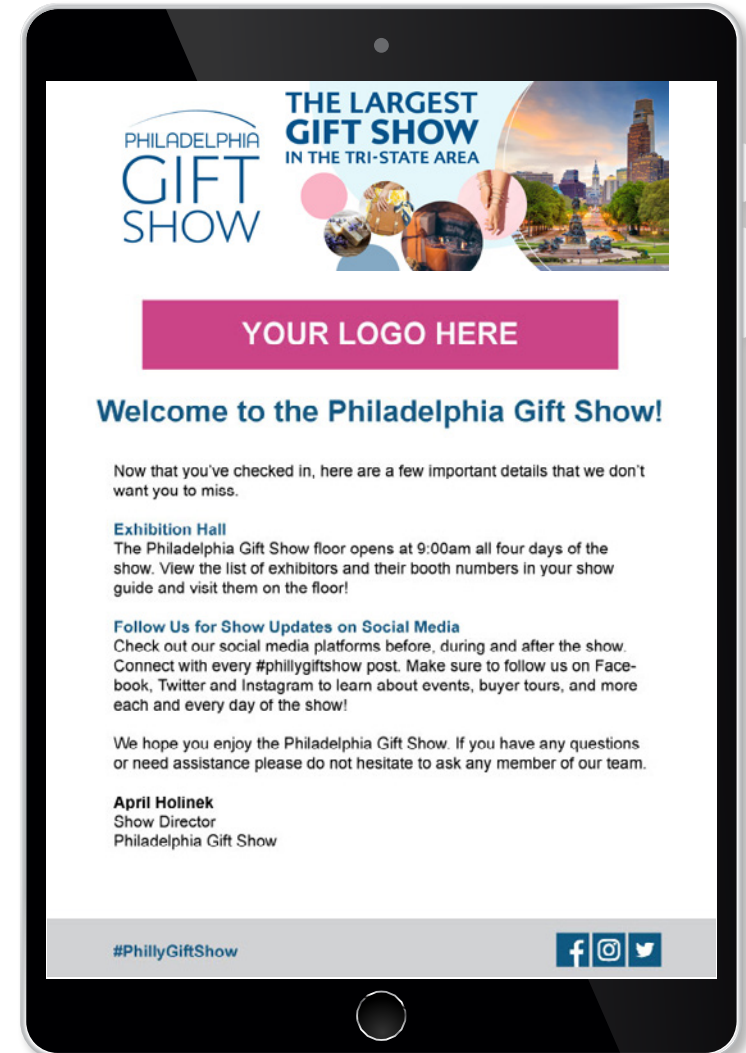 PHILADELPHIA
GIFT
SHOW
THE LARGEST
GIFT SHOW
IN THE TRI-STATE AREA
YOUR LOGO HERE
Welcome to the Philadelphia Gift Show!
Now that you've checked in, here are a few important details that we don't
want you to miss.
Exhibition Hall
The Philadelphia Gift Show floor opens at 9:00am all four days of the
show. View the list of exhibitors and their booth numbers in your show
guide and visit them on the floor!
Follow Us for Show Updates on Social Media
Check out our social media platforms before, during and after the show.
Connect with every #phillygiftshow post. Make sure to follow us on Face-
book, Twitter and Instagram to learn about events, buyer tours, and more
each and every day of the show!
We hope you enjoy the Philadelphia Gift Show. If you have any questions
or need assistance please do not hesitate to ask any member of our team.
April Holinek
Show Director
Philadelphia Gift Show
#PhillyGiftShow